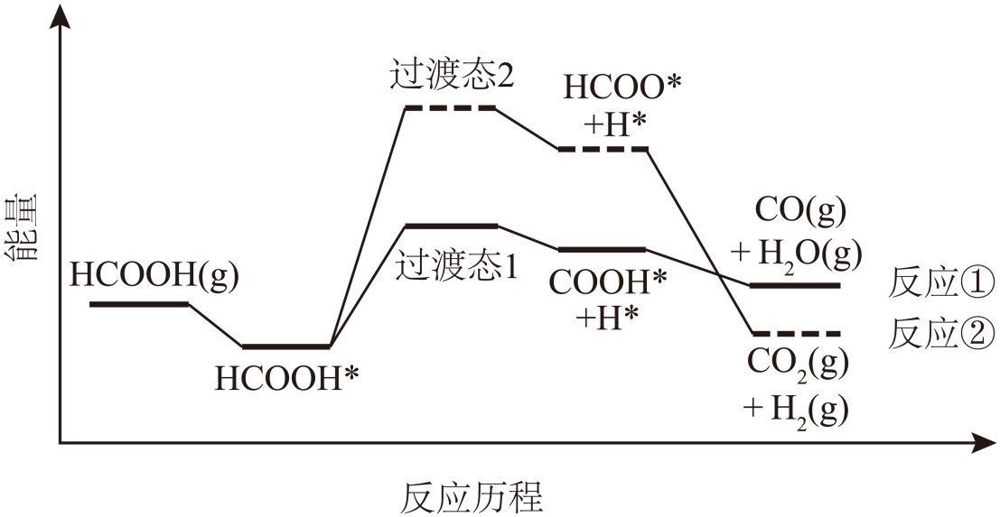 能量
过渡态2
HCOO*
+H*
过渡态1
HCOOH(g)
HCOOH*
COOH*
+H*
CO(g)
+ H₂O(g)
反应①
反应②
CO₂(g)
+ H₂(g)
反应历程